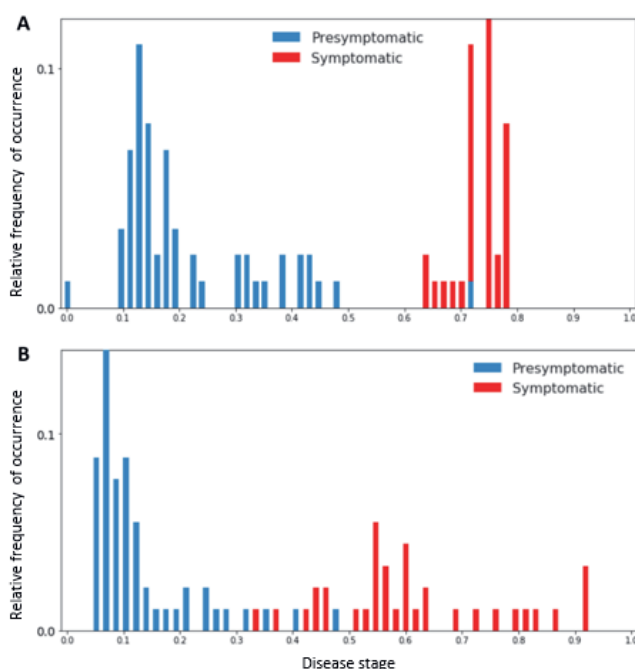 A
Presymptomatic
Symptomatic
Relative frequency of occurrence
0.1
0.0
0.0 0.1 0.2 0.3 0.4 0.5 0.6 0.7 0.8 0.9 1.0
B
Presymptomatic
Symptomatic
Relative frequency of occurrence
0.1
0.0
0.0 0.1 0.2 0.3 0.4 0.5 0.6 0.7 0.8 0.9 1.0
Disease stage